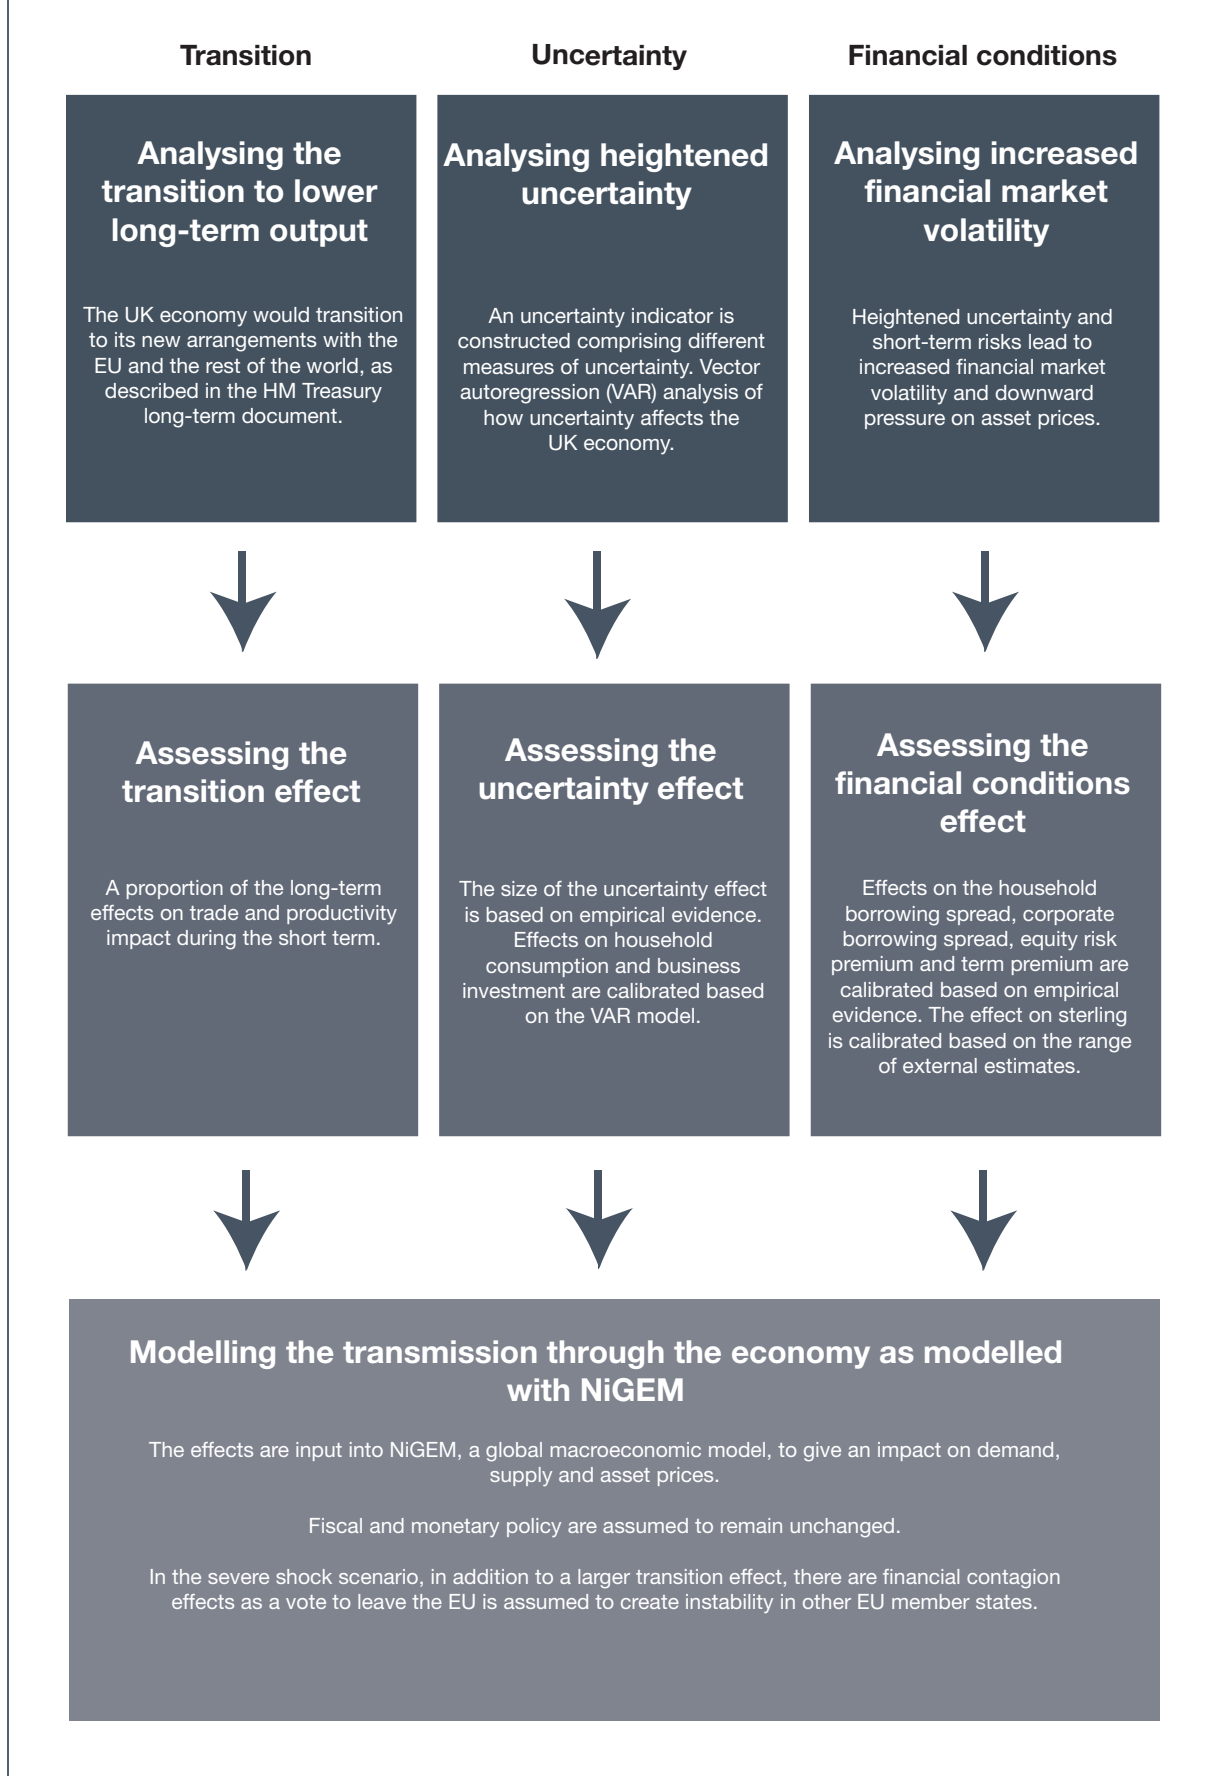 Transition
Uncertainty
Financial conditions
Analysing the
transition to lower
long-term output
The UK economy would transition
to its new arrangements with the
EU and the rest of the world, as
described in the HM Treasury
long-term document.
Analysing heightened
uncertainty
An uncertainty indicator is
constructed comprising different
measures of uncertainty. Vector
autoregression (VAR) analysis of
how uncertainty affects the
UK economy.
Analysing increased
financial market
volatility
Heightened uncertainty and
short-term risks lead to
increased financial market
volatility and downward
pressure on asset prices.
Assessing the
transition effect
A proportion of the long-term
effects on trade and productivity
impact during the short term.
Assessing the
uncertainty effect
The size of the uncertainty effect
is based on empirical evidence.
Effects on household
consumption and business
investment are calibrated based
on the VAR model.
Assessing the
financial conditions
effect
Effects on the household
borrowing spread, corporate
borrowing spread, equity risk
premium and term premium are
calibrated based on empirical
evidence. The effect on sterling
is calibrated based on the range
of external estimates.
Modelling the transmission through the economy as modelled
with NiGEM
The effects are input into NiGEM, a global macroeconomic model, to give an impact on demand,
supply and asset prices.
Fiscal and monetary policy are assumed to remain unchanged.
In the severe shock scenario, in addition to a larger transition effect, there are financial contagion
effects as a vote to leave the EU is assumed to create instability in other EU member states.